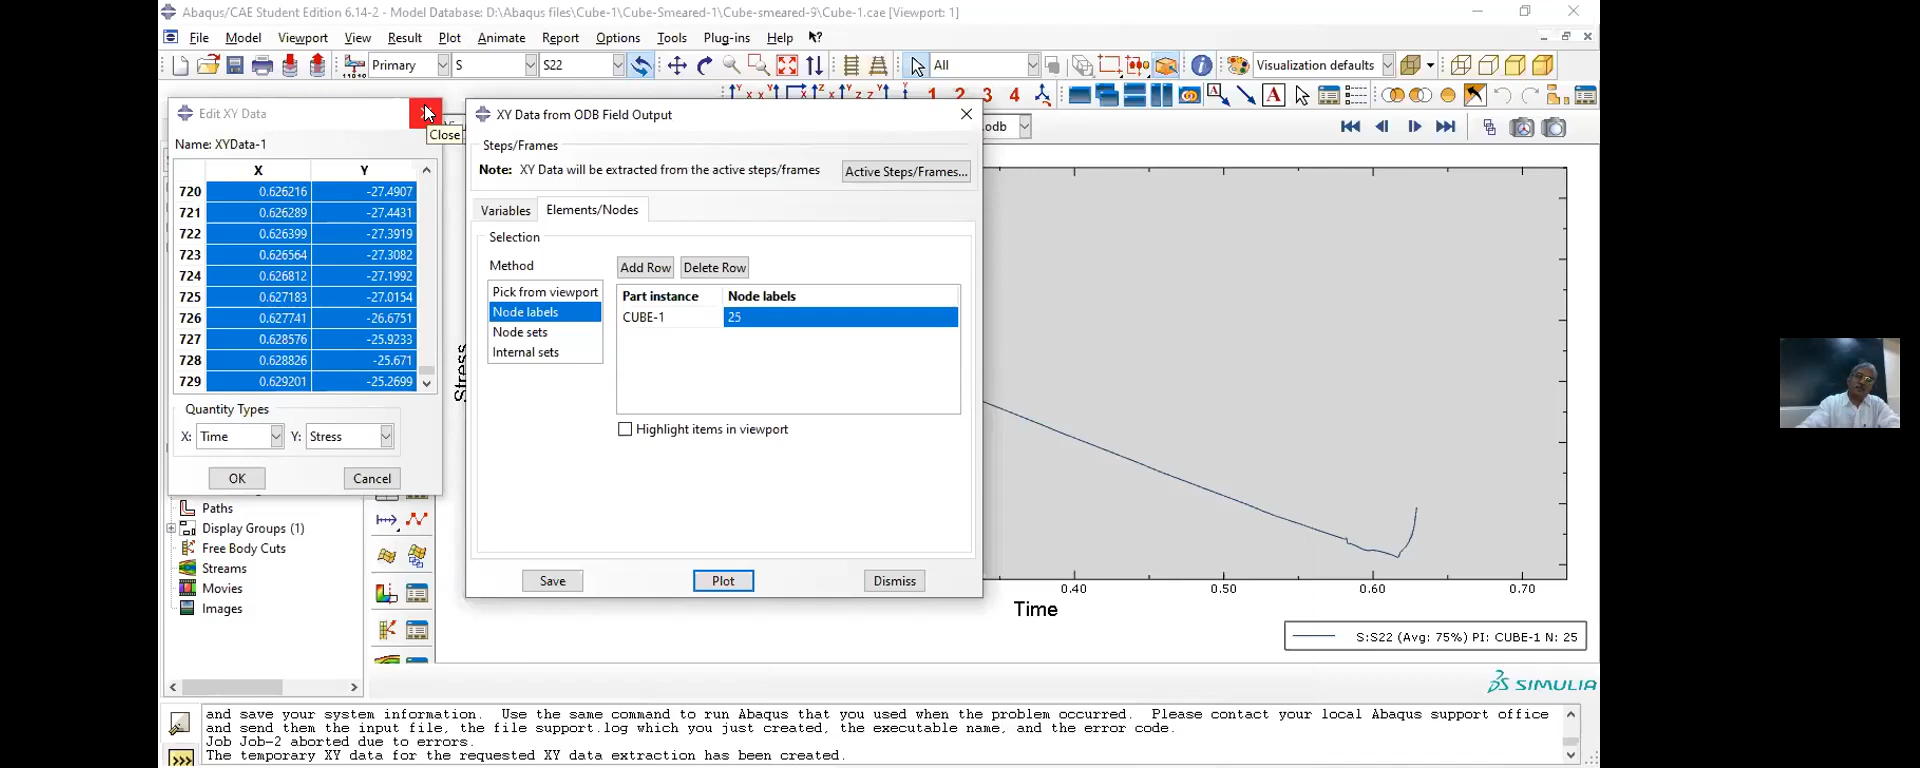 Abaqus/CAE Student Edition 6.14-2 - Model Database: D:\Abaqus files\Cube-1\Cube-Smeared-1\Cube-smeared-9\Cube-1.cae [Viewport: 1]
File Model Viewport View Result Plot Animate Report Options Tools Plug-ins Help
Primary S S22 All Visualization defaults
1 2 3 4
Edit XY Data
Close
Name: XYData-1
X Y
720 0.626216 -27.4907
721 0.626289 -27.4431
722 0.626399 -27.3919
723 0.626564 -27.3082
724 0.626812 -27.1992
725 0.627183 -27.0154
726 0.627741 -26.6751
727 0.628576 -25.9233
728 0.628826 -25.671
729 0.629201 -25.2699
Quantity Types
X: Time Y: Stress
OK Cancel
XY Data from ODB Field Output
.odb
Steps/Frames
Note: XY Data will be extracted from the active steps/frames
Active Steps/Frames...
Variables Elements/Nodes
Selection
Method
Pick from viewport
Node labels
Node sets
Internal sets
Add Row Delete Row
Part instance Node labels
CUBE-1 25
Highlight items in viewport
Save Plot Dismiss
Paths
Display Groups (1)
Free Body Cuts
Streams
Movies
Images
Stress
0.40 0.50 0.60 0.70
Time
S:S22 (Avg: 75%) PI: CUBE-1 N: 25
SIMULIA
and save your system information. Use the same command to run Abaqus that you used when the problem occurred. Please contact your local Abaqus support office
and send them the input file, the file support.log which you just created, the executable name, and the error code.
Job Job-2 aborted due to errors.
The temporary XY data for the requested XY data extraction has been created.